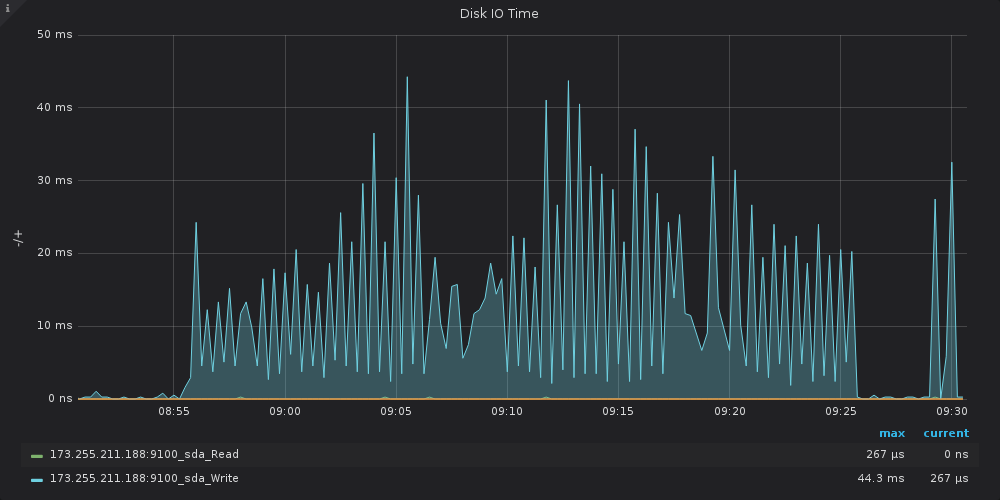 i
Disk IO Time
50 ms
40 ms
30 ms
20 ms
10 ms
0 ns
-/+
08:55 09:00 09:05 09:10 09:15 09:20 09:25 09:30
max current
173.255.211.188:9100_sda_Read 267 µs 0 ns
173.255.211.188:9100_sda_Write 44.3 ms 267 µs